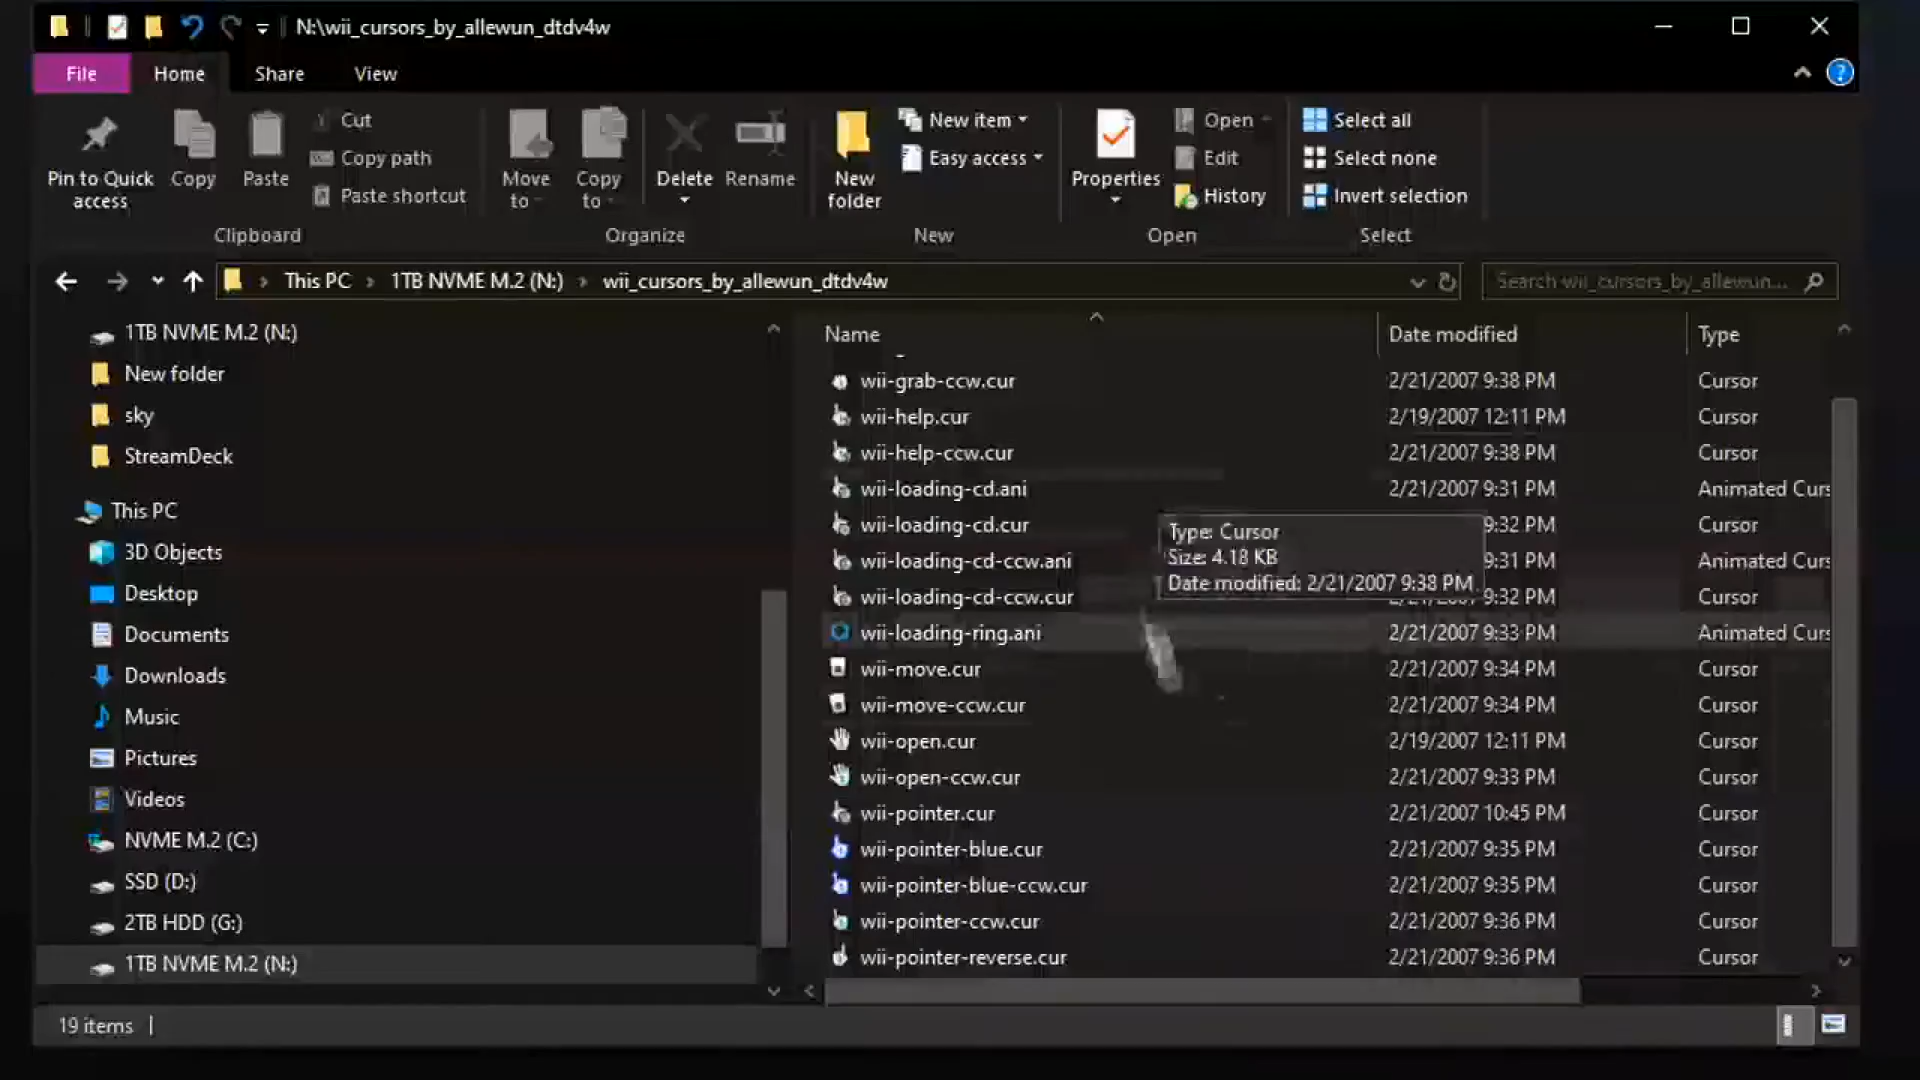 N:\wii_cursors_by_allewun_dtdv4w
File Home Share View
Pin to Quick access
Copy
Paste
Cut
Copy path
Paste shortcut
Move to
Copy to
Delete
Rename
New folder
New item
Easy access
Properties
Open
Edit
History
Select all
Select none
Invert selection
Clipboard Organize New Open Select
This PC > 1TB NVME M.2 (N:) > wii_cursors_by_allewun_dtdv4w
Search wii_cursors_by_allewun...
1TB NVME M.2 (N:)
New folder
sky
StreamDeck
This PC
3D Objects
Desktop
Documents
Downloads
Music
Pictures
Videos
NVME M.2 (C:)
SSD (D:)
2TB HDD (G:)
1TB NVME M.2 (N:)
Name Date modified Type
wii-grab-ccw.cur 2/21/2007 9:38 PM Cursor
wii-help.cur 2/19/2007 12:11 PM Cursor
wii-help-ccw.cur 2/21/2007 9:38 PM Cursor
wii-loading-cd.ani 2/21/2007 9:31 PM Animated Curs
wii-loading-cd.cur 9:32 PM Cursor
wii-loading-cd-ccw.ani 9:31 PM Animated Curs
wii-loading-cd-ccw.cur 2/21/2007 9:32 PM Cursor
wii-loading-ring.ani 2/21/2007 9:33 PM Animated Curs
wii-move.cur 2/21/2007 9:34 PM Cursor
wii-move-ccw.cur 2/21/2007 9:34 PM Cursor
wii-open.cur 2/19/2007 12:11 PM Cursor
wii-open-ccw.cur 2/21/2007 9:33 PM Cursor
wii-pointer.cur 2/21/2007 10:45 PM Cursor
wii-pointer-blue.cur 2/21/2007 9:35 PM Cursor
wii-pointer-blue-ccw.cur 2/21/2007 9:35 PM Cursor
wii-pointer-ccw.cur 2/21/2007 9:36 PM Cursor
wii-pointer-reverse.cur 2/21/2007 9:36 PM Cursor
Type: Cursor
Size: 4.18 KB
Date modified: 2/21/2007 9:38 PM
19 items